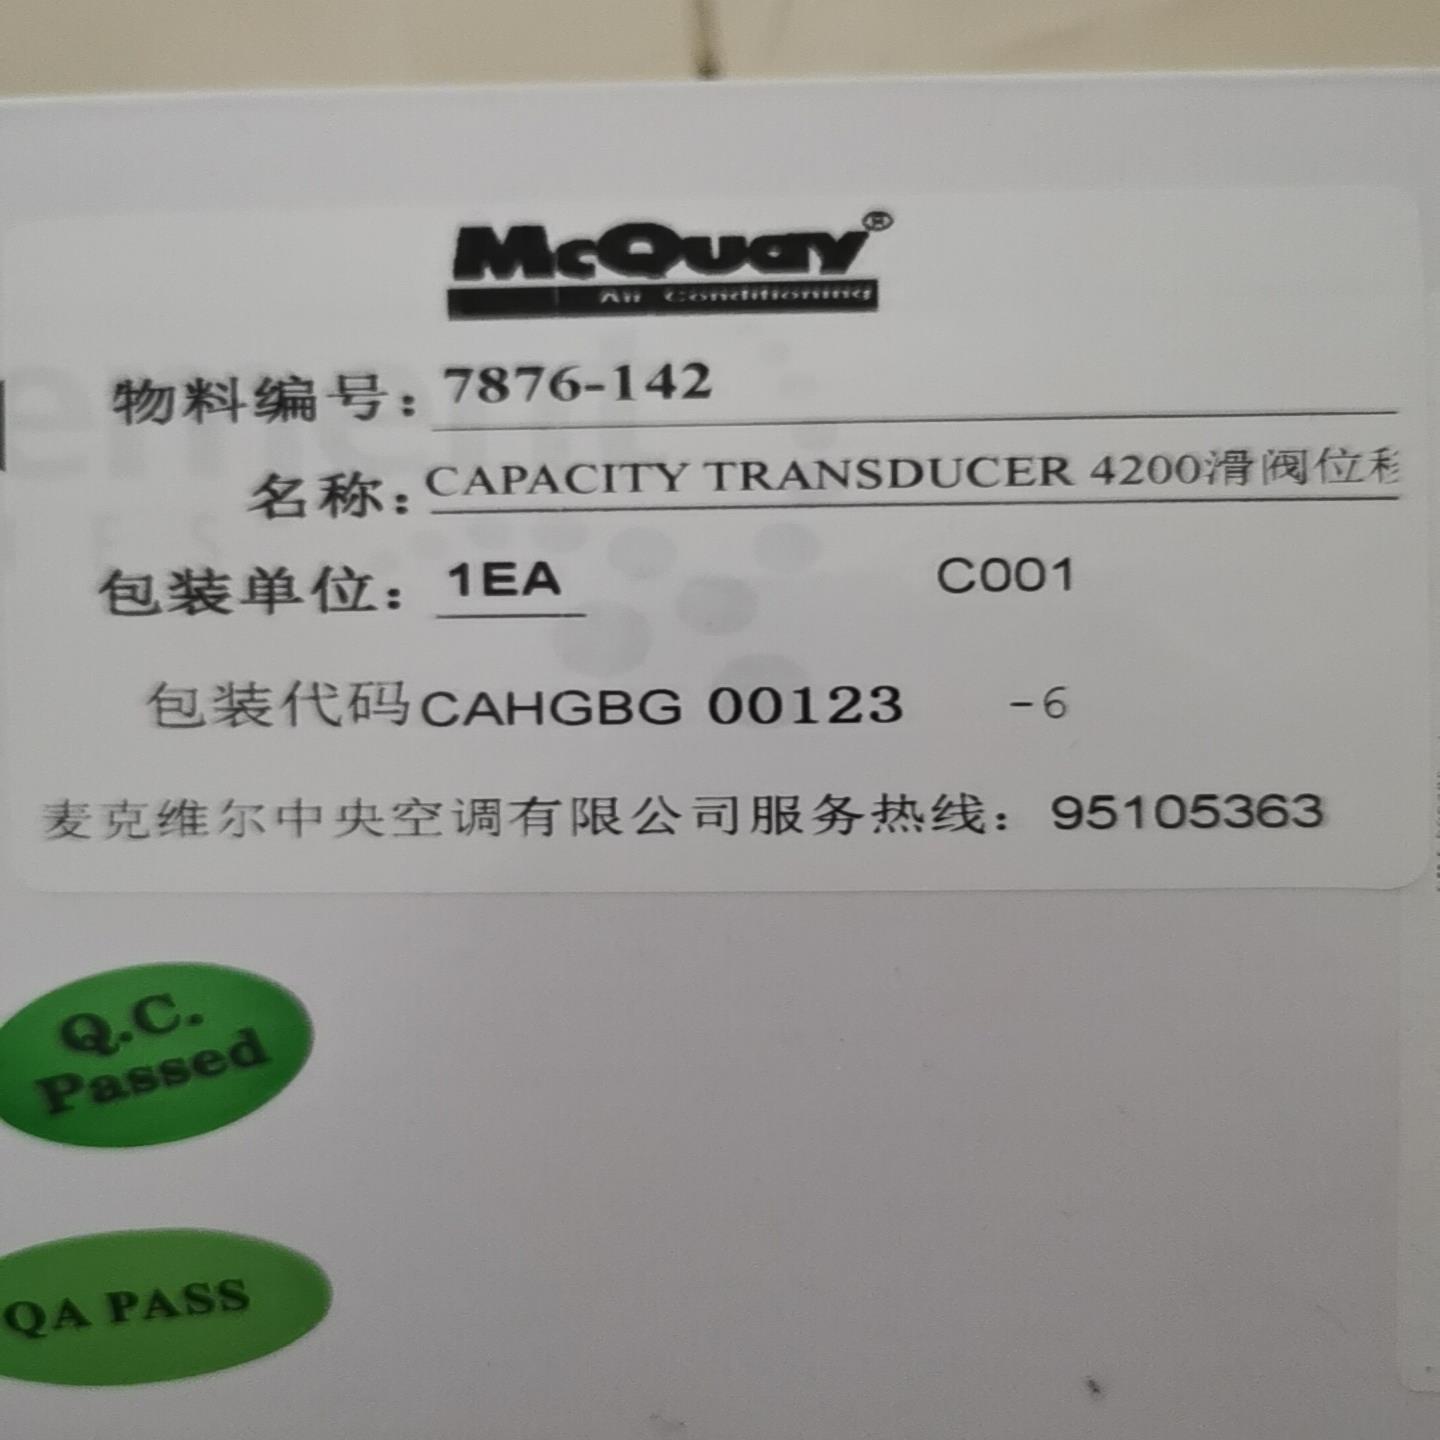 McQuay®
Air Conditioning
物料编号：7876-142
名称：CAPACITY TRANSDUCER 4200滑阀位移
包装单位：1EA C001
包装代码CAHGBG 00123 -6
麦克维尔中央空调有限公司服务热线：95105363
Q.C.
Passed
QA PASS